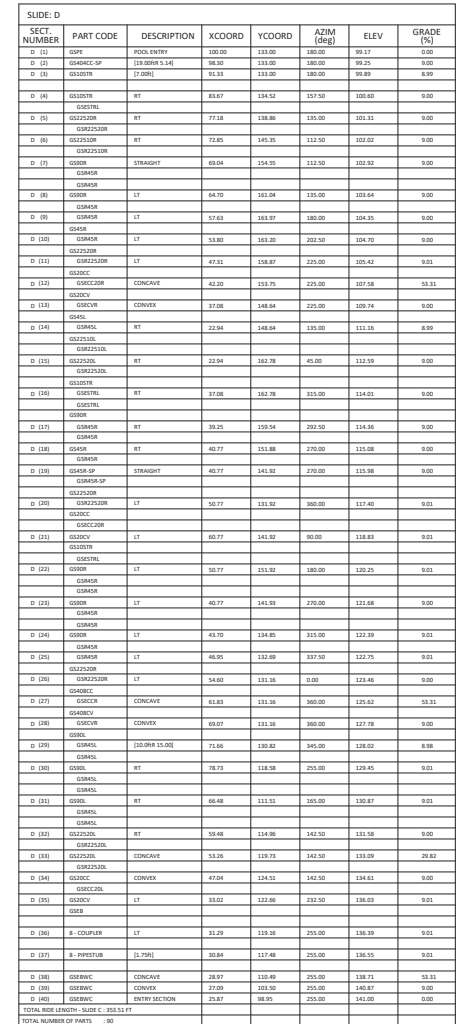 SLIDE: D
SECT. NUMBER PART CODE DESCRIPTION XCOORD YCOORD AZIM (deg) ELEV GRADE (%)
D (1) GSPE POOL ENTRY 100.00 133.00 180.00 99.17 0.00
D (2) GS404CC-SP [19.00ftR 5.14] 98.30 133.00 180.00 99.25 9.00
D (3) GS10STR [7.00ft] 91.33 133.00 180.00 99.89 8.99
D (4) GS10STR RT 83.67 134.52 157.50 100.60 9.00
GSESTRL
D (5) GS22520R RT 77.18 138.86 135.00 101.31 9.00
GSR22520R
D (6) GS22510R RT 72.85 145.35 112.50 102.02 9.00
GSR22510R
D (7) GS90R STRAIGHT 69.04 154.55 112.50 102.92 9.00
GSR45R
GSR45R
D (8) GS90R LT 64.70 161.04 135.00 103.64 9.00
GSR45R
D (9) GSR45R LT 57.63 163.97 180.00 104.35 9.00
GS45R
D (10) GSR45R LT 53.80 163.20 202.50 104.70 9.00
GS22520R
D (11) GSR22520R LT 47.31 158.87 225.00 105.42 9.01
GS20CC
D (12) GSECC20R CONCAVE 42.20 153.75 225.00 107.58 53.31
GS20CV
D (13) GSECVR CONVEX 37.08 148.64 225.00 109.74 9.00
GS45L
D (14) GSR45L RT 22.94 148.64 135.00 111.16 8.99
GS22510L
GSR22510L
D (15) GS22520L RT 22.94 162.78 45.00 112.59 9.00
GSR22520L
GS10STR
D (16) GSESTRL RT 37.08 162.78 315.00 114.01 9.00
GSESTRL
GS90R
D (17) GSR45R RT 39.25 159.54 292.50 114.36 9.00
GSR45R
D (18) GS45R RT 40.77 151.88 270.00 115.08 9.00
GSR45R
D (19) GS45R-SP STRAIGHT 40.77 141.92 270.00 115.98 9.00
GSR45R-SP
GS22520R
D (20) GSR22520R LT 50.77 131.92 360.00 117.40 9.01
GS20CC
GSECC20R
D (21) GS20CV LT 60.77 141.92 90.00 118.83 9.01
GS10STR
GSESTRL
D (22) GS90R LT 50.77 151.92 180.00 120.25 9.01
GSR45R
GSR45R
D (23) GS90R LT 40.77 141.93 270.00 121.68 9.00
GSR45R
GSR45R
D (24) GS90R LT 43.70 134.85 315.00 122.39 9.01
GSR45R
D (25) GSR45R LT 46.95 132.69 337.50 122.75 9.01
GS22520R
D (26) GSR22520R LT 54.60 131.16 0.00 123.46 9.00
GS408CC
D (27) GSECCR CONCAVE 61.83 131.16 360.00 125.62 53.31
GS408CV
D (28) GSECVR CONVEX 69.07 131.16 360.00 127.78 9.00
GS90L
D (29) GSR45L [10.0ftR 15.00] 71.66 130.82 345.00 128.02 8.98
GSR45L
D (30) GS90L RT 78.73 118.58 255.00 129.45 9.01
GSR45L
GSR45L
D (31) GS90L RT 66.48 111.51 165.00 130.87 9.01
GSR45L
GSR45L
D (32) GS22520L RT 59.48 114.96 142.50 131.58 9.00
GSR22520L
D (33) GS22520L CONCAVE 53.26 119.73 142.50 133.09 29.82
GSR22520L
D (34) GS20CC CONVEX 47.04 124.51 142.50 134.61 9.00
GSECC20L
D (35) GS20CV LT 33.02 122.66 232.50 136.03 9.01
GSEB
D (36) 8 - COUPLER LT 31.29 119.16 255.00 136.39 9.01
D (37) 8 - PIPESTUB [1.75ft] 30.84 117.48 255.00 136.55 9.01
D (38) GSEBWC CONCAVE 28.97 110.49 255.00 138.71 53.31
D (39) GSEBWC CONVEX 27.09 103.50 255.00 140.87 9.00
D (40) GSEBWC ENTRY SECTION 25.87 98.95 255.00 141.00 0.00
TOTAL RIDE LENGTH - SLIDE C : 353.51 FT
TOTAL NUMBER OF PARTS : 90